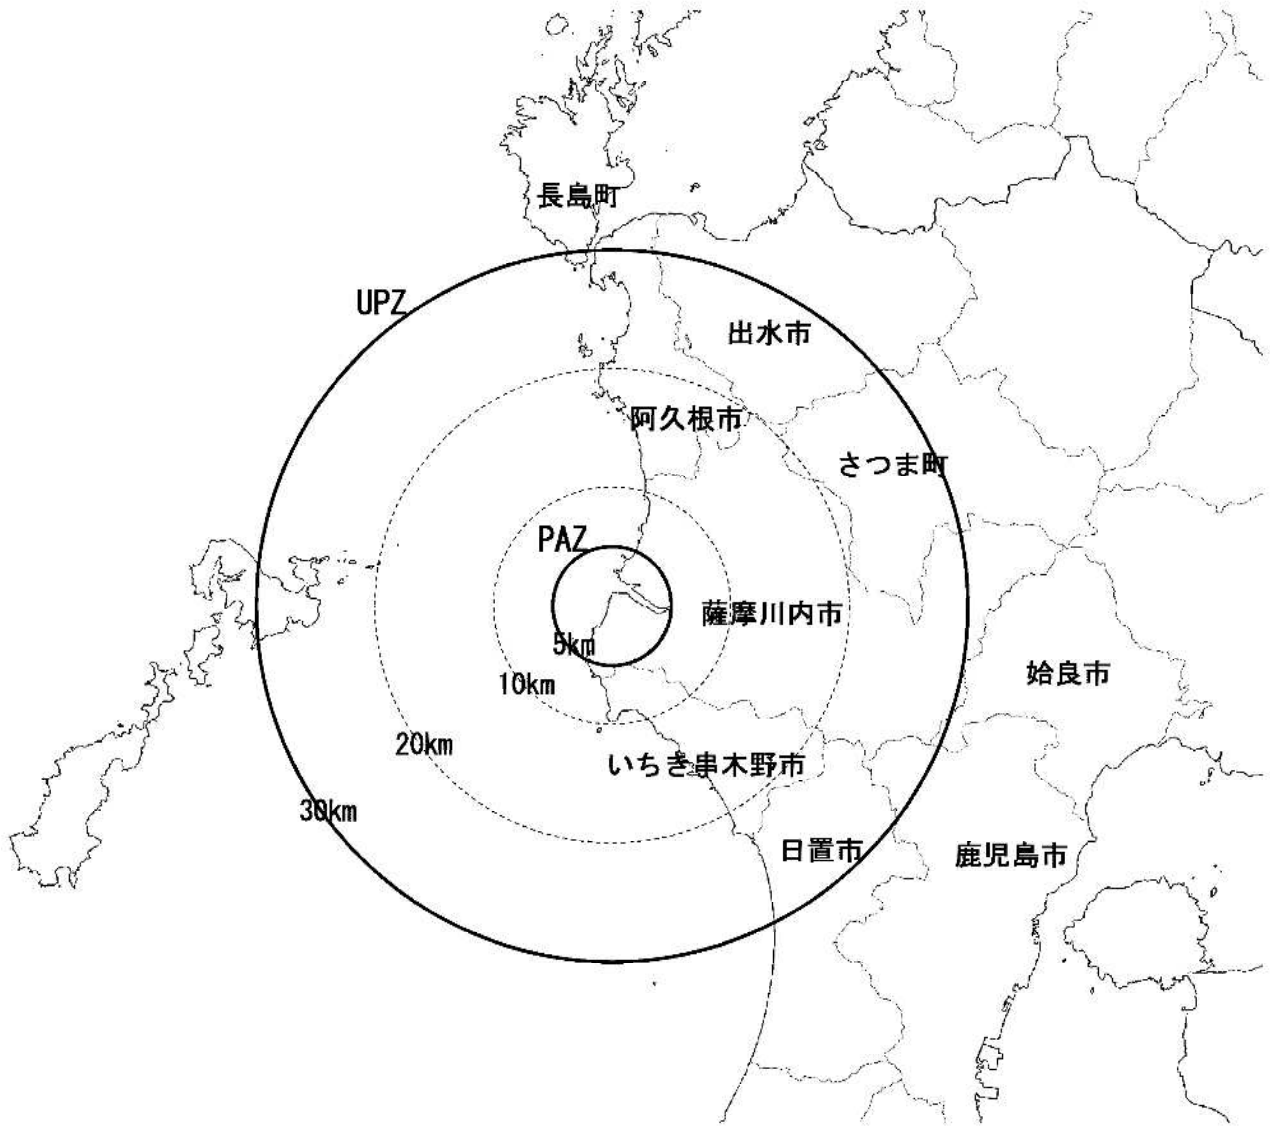 長島町
UPZ
出水市
阿久根市
さつま町
PAZ
薩摩川内市
5km
10km
姶良市
20km
いちき串木野市
30km
日置市
鹿児島市